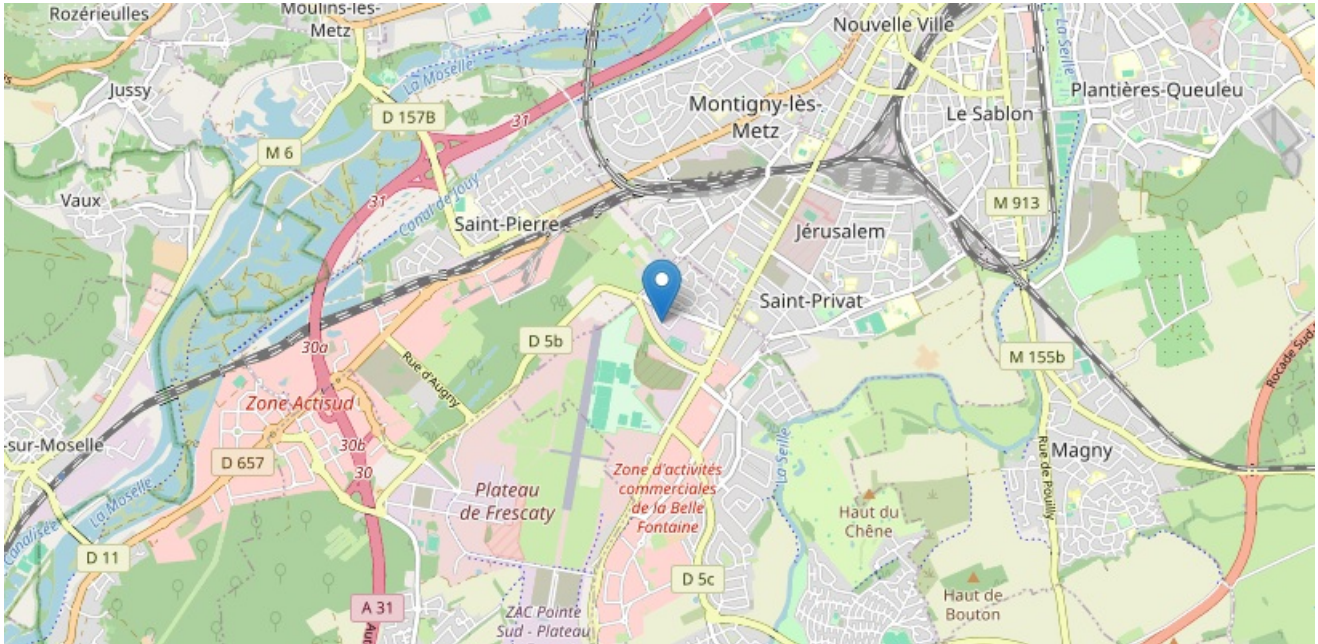 Rozérieulles
Moulins-lès-
Metz
Nouvelle Ville
La Seille
La Moselle
Jussy
D 157B
31
Montigny-lès-
Metz
Le Sablon
Plantières-Queuleu
M 6
Vaux
31
Canal de Jouy
Saint-Pierre
M 913
Jérusalem
Saint-Privat
30a
D 5b
M 155b
Rocade Sud
Rue d'Augny
Zone Actisud
-sur-Moselle
30b
D 657
30
La Seille
Rue de Pouilly
Magny
Zone d'activités
commerciales
de la Belle
Fontaine
Plateau
de Frescaty
La Moselle
Canalisée
Haut du
Chêne
D 11
D 5c
Haut de
Bouton
A 31
ZAC Pointe
Sud - Plateau